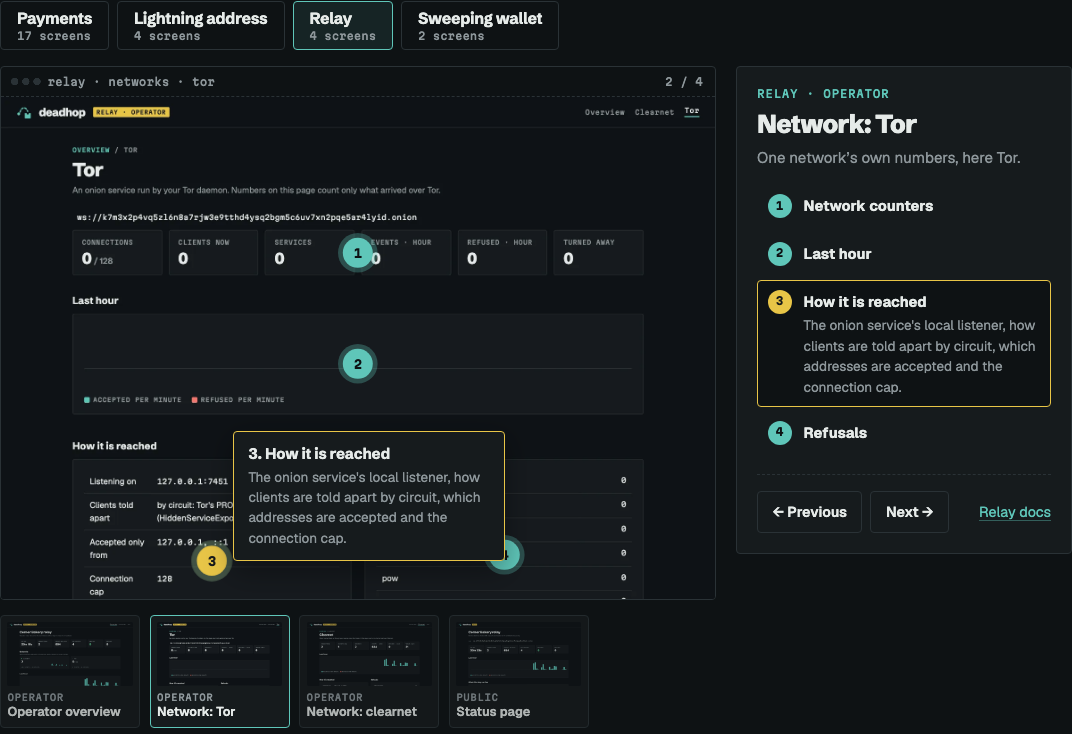 Payments
17 screens
Lightning address
4 screens
Relay
4 screens
Sweeping wallet
2 screens
relay · networks · tor
2 / 4
deadhop RELAY · OPERATOR
Overview Clearnet Tor
OVERVIEW / TOR
Tor
An onion service run by your Tor daemon. Numbers on this page count only what arrived over Tor.
CONNECTIONS
0 / 128
CLIENTS NOW
0
SERVICES
0
1
EVENTS · HOUR
0
REFUSED · HOUR
0
TURNED AWAY
0
Last hour
2
ACCEPTED PER MINUTE REFUSED PER MINUTE
How it is reached
Listening on 127.0.0.1:7451
0
Clients told
apart
by circuit: Tor's PRO
(HiddenServiceExpo
0
0
Accepted only
from
127.0.0.1, ::1
0
Connection
cap
128
pow 0
3
3. How it is reached
The onion service's local listener, how
clients are told apart by circuit, which
addresses are accepted and the
connection cap.
RELAY · OPERATOR
Network: Tor
One network's own numbers, here Tor.
1 Network counters
2 Last hour
3 How it is reached
The onion service's local listener, how
clients are told apart by circuit, which
addresses are accepted and the
connection cap.
4 Refusals
← Previous
Next →
Relay docs
OPERATOR
Operator overview
OPERATOR
Network: Tor
OPERATOR
Network: clearnet
PUBLIC
Status page